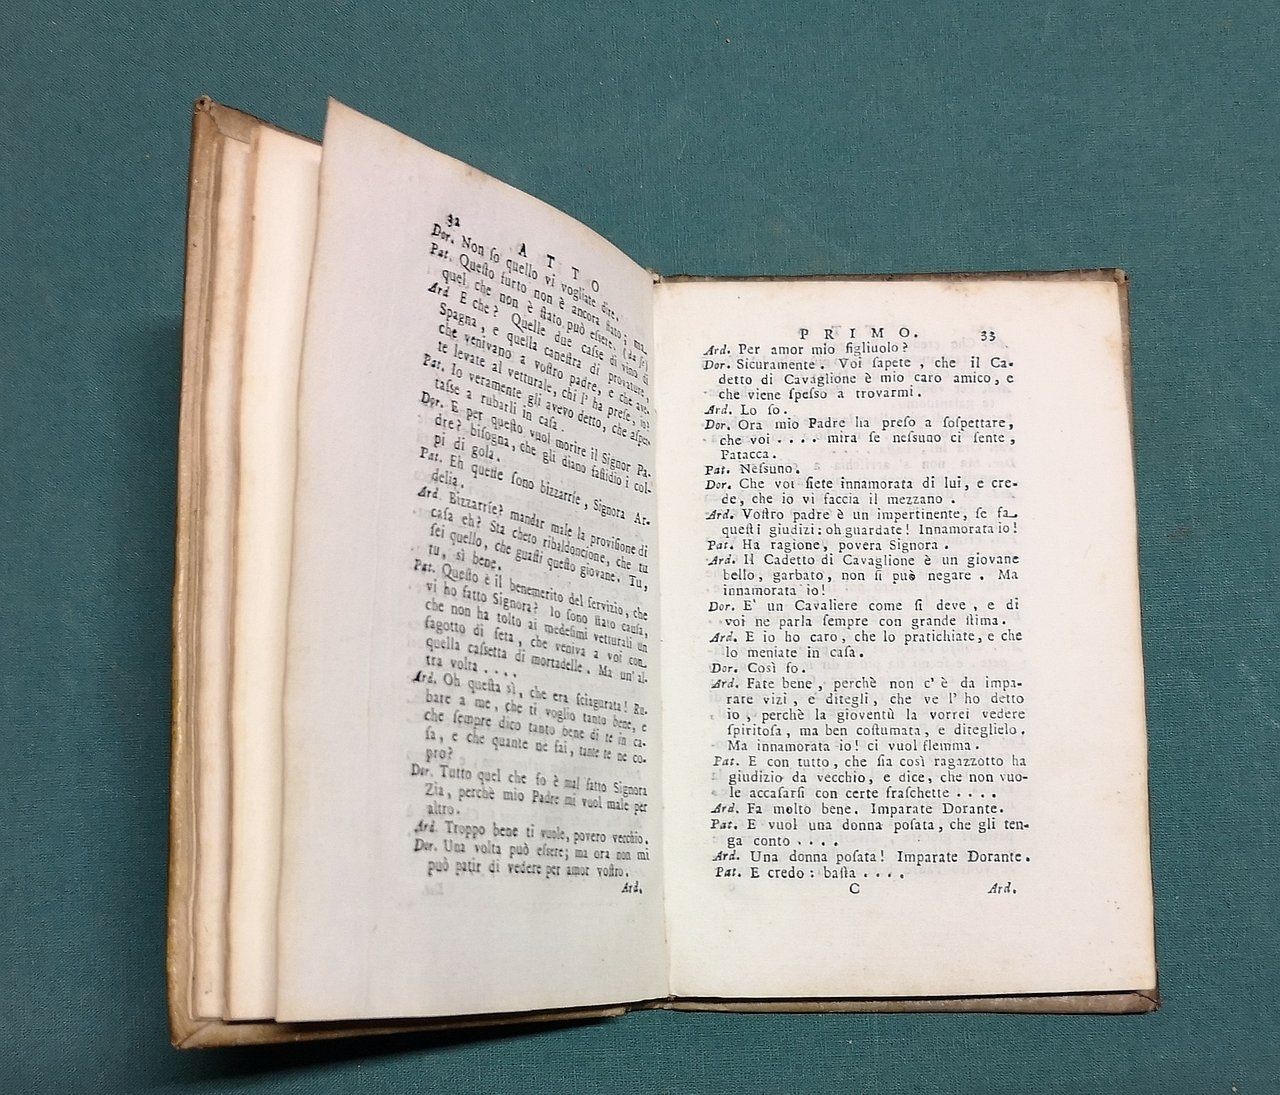 32
ATTO
Dor. Non ſo quello vi vogliate dire.
Pat. Queſto furto non è ancora ſtato; ma
quel che non è ſtato può eſſere. (da ſe)
Ard E che? Quelle due caſſe di vino di
Spagna, e quella caneſtra di provature,
che venivano a voſtro padre, e che ave-
te levate al vetturale, chi l' ha preſe, io?
Pat. Io veramente gli avevo detto, che aſpet-
taſſe a rubarli in caſa.
Dor. E per queſto vuol morire il Signor Pa-
dre? biſogna, che gli diano faſtidio i col-
pi di gola.
Pat. Eh queſte ſono bizzarríe, Signora Ar-
delia.
Ard. Bizzarríe? mandar male la proviſione di
caſa eh? Sta cheto ribaldoncione, che tu
ſei quello, che guaſti queſto giovane. Tu,
tu, sì bene.
Pat. Queſto è il benemerito del ſervizio, che
vi ho fatto Signora? Io ſono ſtato cauſa,
che non ha tolto ai medeſimi vetturali un
fagotto di ſeta, che veniva a voi con
quella caſſetta di mortadelle. Ma un' al-
tra volta . . . .
Ard. Oh queſta sì, che era ſciagurata! Ru-
bare a me, che ti voglio tanto bene, e
che ſempre dico tanto bene di te in ca-
ſa, e che quante ne fai, tante te ne co-
pro?
Dor. Tutto quel che fo è mal fatto Signora
Zia, perchè mio Padre mi vuol male per
altro.
Ard. Troppo bene ti vuole, povero vecchio.
Dor. Una volta può eſſere; ma ora non mi
può patir di vedere per amor voſtro.
Ard.
PRIMO. 33
Ard. Per amor mio figliuolo?
Dor. Sicuramente. Voi ſapete, che il Ca-
detto di Cavaglione è mio caro amico, e
che viene ſpeſſo a trovarmi.
Ard. Lo ſo.
Dor. Ora mio Padre ha preſo a ſoſpettare,
che voi . . . . mira ſe neſſuno ci ſente,
Patacca.
Pat. Neſſuno.
Dor. Che voi ſiete innamorata di lui, e cre-
de, che io vi faccia il mezzano.
Ard. Voſtro padre è un impertinente, ſe fa
queſti giudizi: oh guardate! Innamorata io!
Pat. Ha ragione, povera Signora.
Ard. Il Cadetto di Cavaglione è un giovane
bello, garbato, non ſi può negare. Ma
innamorata io!
Dor. E' un Cavaliere come ſi deve, e di
voi ne parla ſempre con grande ſtima.
Ard. E io ho caro, che lo pratichiate, e che
lo meniate in caſa.
Dor. Così fo.
Ard. Fate bene, perchè non c' è da impa-
rare vizi, e ditegli, che ve l' ho detto
io, perchè la gioventù la vorrei vedere
ſpiritoſa, ma ben coſtumata, e diteglielo.
Ma innamorata io! ci vuol flemma.
Pat. E con tutto, che ſia così ragazzotto ha
giudizio da vecchio, e dice, che non vuo-
le accaſarſi con certe fraſchette . . . .
Ard. Fa molto bene. Imparate Dorante.
Pat. E vuol una donna poſata, che gli ten-
ga conto . . . .
Ard. Una donna poſata! Imparate Dorante.
Pat. E credo: baſta . . . .
C Ard.